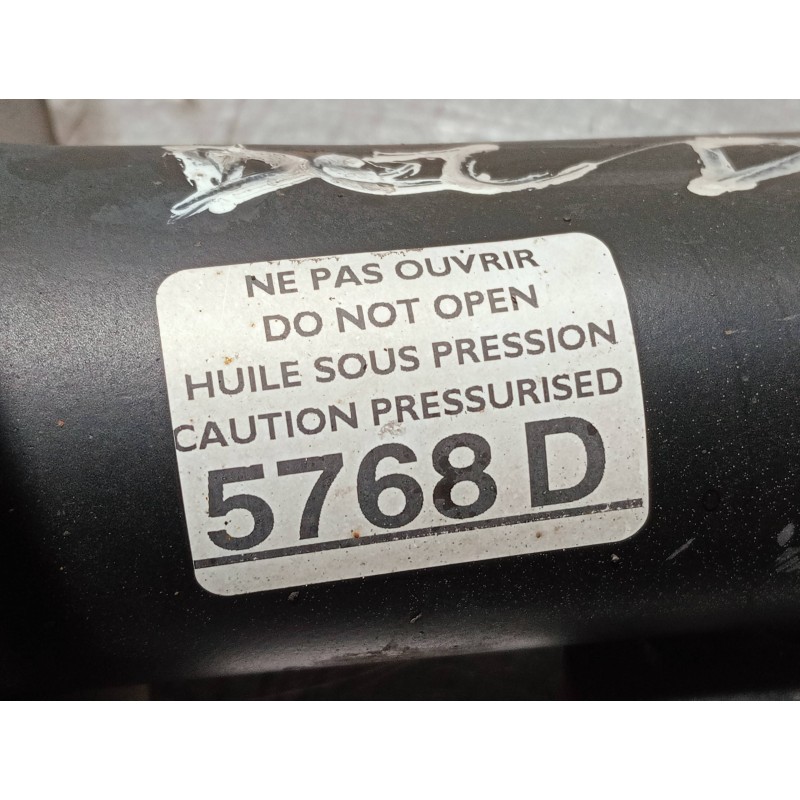 NE PAS OUVRIR
DO NOT OPEN
HUILE SOUS PRESSION
CAUTION PRESSURISED
5768 D